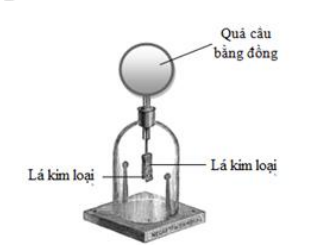 Quả cầu
bằng đồng
Lá kim loại
Lá kim loại